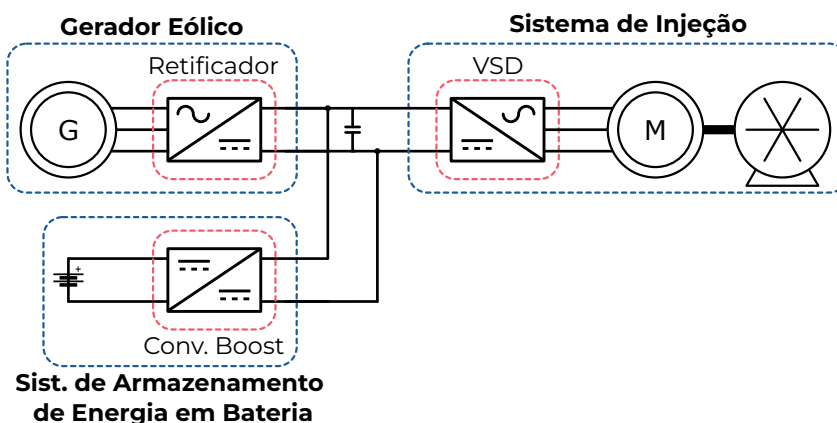 Gerador Eólico
Sistema de Injeção
Retificador
VSD
G
M
+
Conv. Boost
Sist. de Armazenamento
de Energia em Bateria